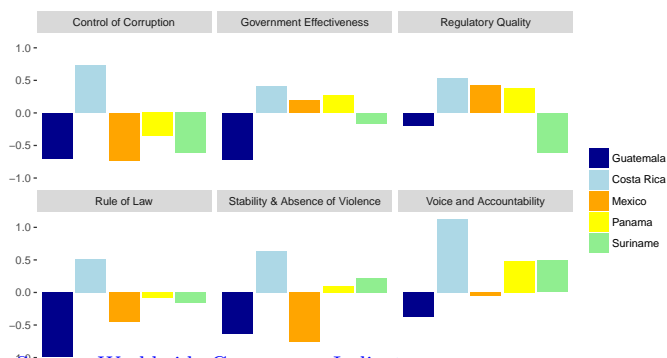 Control of Corruption
Government Effectiveness
Regulatory Quality
1.0
0.5
0.0
−0.5
−1.0
Guatemala
Costa Rica
Mexico
Panama
Suriname
Rule of Law
Stability & Absence of Violence
Voice and Accountability
1.0
0.5
0.0
−0.5